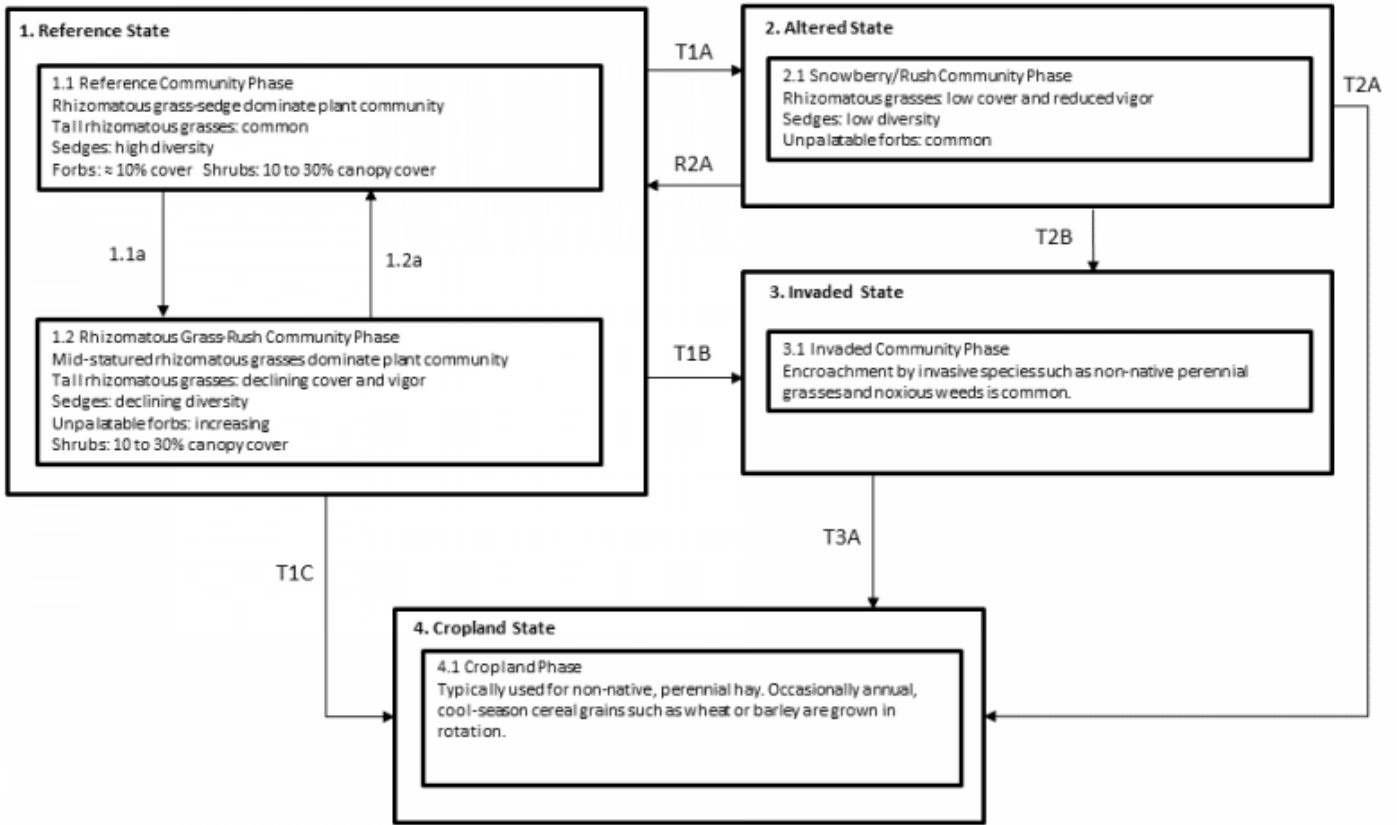 1. Reference State
1.1 Reference Community Phase
Rhizomatous grass-sedge dominate plant community
Tall rhizomatous grasses: common
Sedges: high diversity
Forbs: ≈ 10% cover Shrubs: 10 to 30% canopy cover
1.1a
1.2a
1.2 Rhizomatous Grass-Rush Community Phase
Mid-statured rhizomatous grasses dominate plant community
Tall rhizomatous grasses: declining cover and vigor
Sedges: declining diversity
Unpalatable forbs: increasing
Shrubs: 10 to 30% canopy cover
T1A
R2A
T1B
T1C
2. Altered State
2.1 Snowberry/Rush Community Phase
Rhizomatous grasses: low cover and reduced vigor
Sedges: low diversity
Unpalatable forbs: common
T2A
T2B
3. Invaded State
3.1 Invaded Community Phase
Encroachment by invasive species such as non-native perennial
grasses and noxious weeds is common.
T3A
4. Cropland State
4.1 Cropland Phase
Typically used for non-native, perennial hay. Occasionally annual,
cool-season cereal grains such as wheat or barley are grown in
rotation.